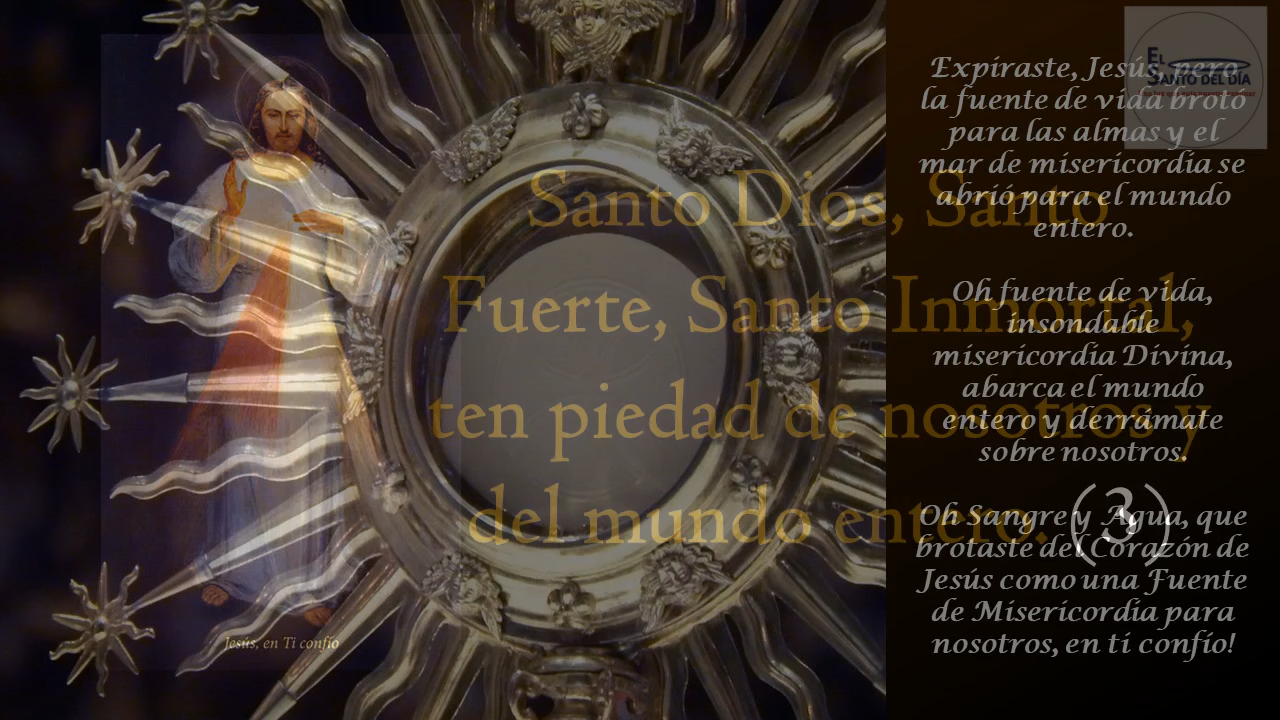 Santo Dios, Santo
Fuerte, Santo Inmortal,
ten piedad de nosotros y
del mundo entero.
(3)
Jesús, en Ti confío
Expiraste, Jesús, pero
la fuente de vida brotó
para las almas y el
mar de misericordia se
abrió para el mundo
entero.
Oh fuente de vida,
insondable
misericordia Divina,
abarca el mundo
entero y derrámate
sobre nosotros.
Oh Sangre y Agua, que
brotaste del Corazón de
Jesús como una Fuente
de Misericordia para
nosotros, en ti confío!
EL
SANTO DEL DÍA